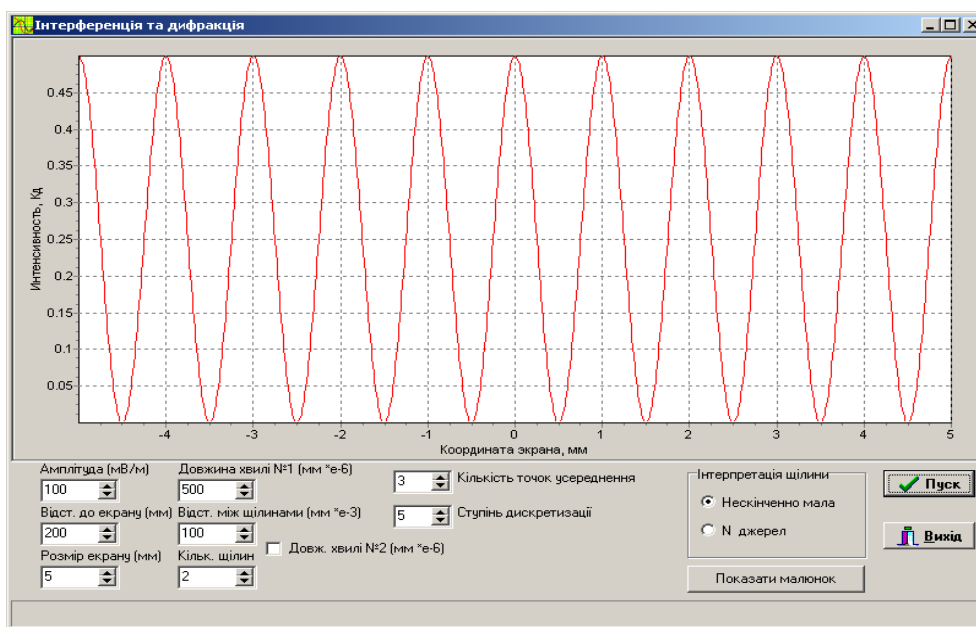 Інтерференція та дифракція
0.45
0.4
0.35
0.3
0.25
0.2
0.15
0.1
0.05
Интенсивность, Кд
-4 -3 -2 -1 0 1 2 3 4 5
Координата экрана, мм
Амплітуда (мВ/м) Довжина хвилі №1 (мм *е-6)
100 500 3 Кількість точок усереднення
Відст. до екрану (мм) Відст. між щілинами (мм *е-3)
200 100 5 Ступінь дискретизації
Розмір екрану (мм) Кільк. щілин Довж. хвилі №2 (мм *е-6)
5 2
Інтерпретація щілини
Нескінченно мала
N джерел
Показати малюнок
Пуск
Вихід